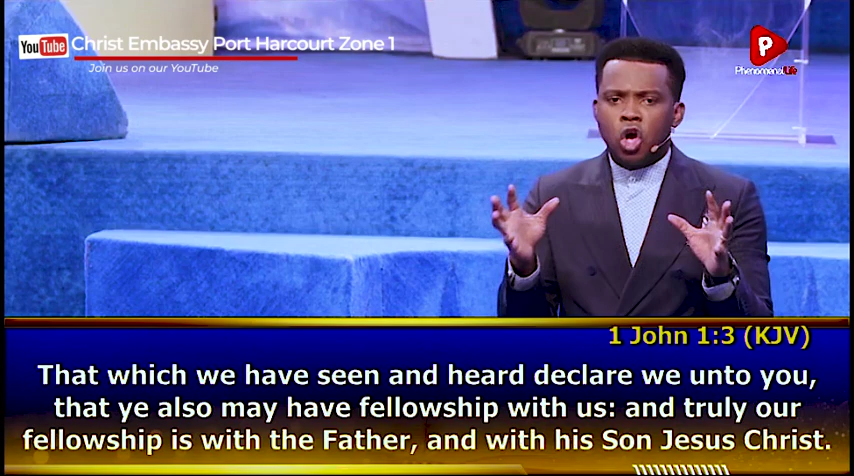 YouTube Christ Embassy Port Harcourt Zone 1
Join us on our YouTube
P
PhenomenalLife
1 John 1:3 (KJV)
That which we have seen and heard declare we unto you,
that ye also may have fellowship with us: and truly our
fellowship is with the Father, and with his Son Jesus Christ.